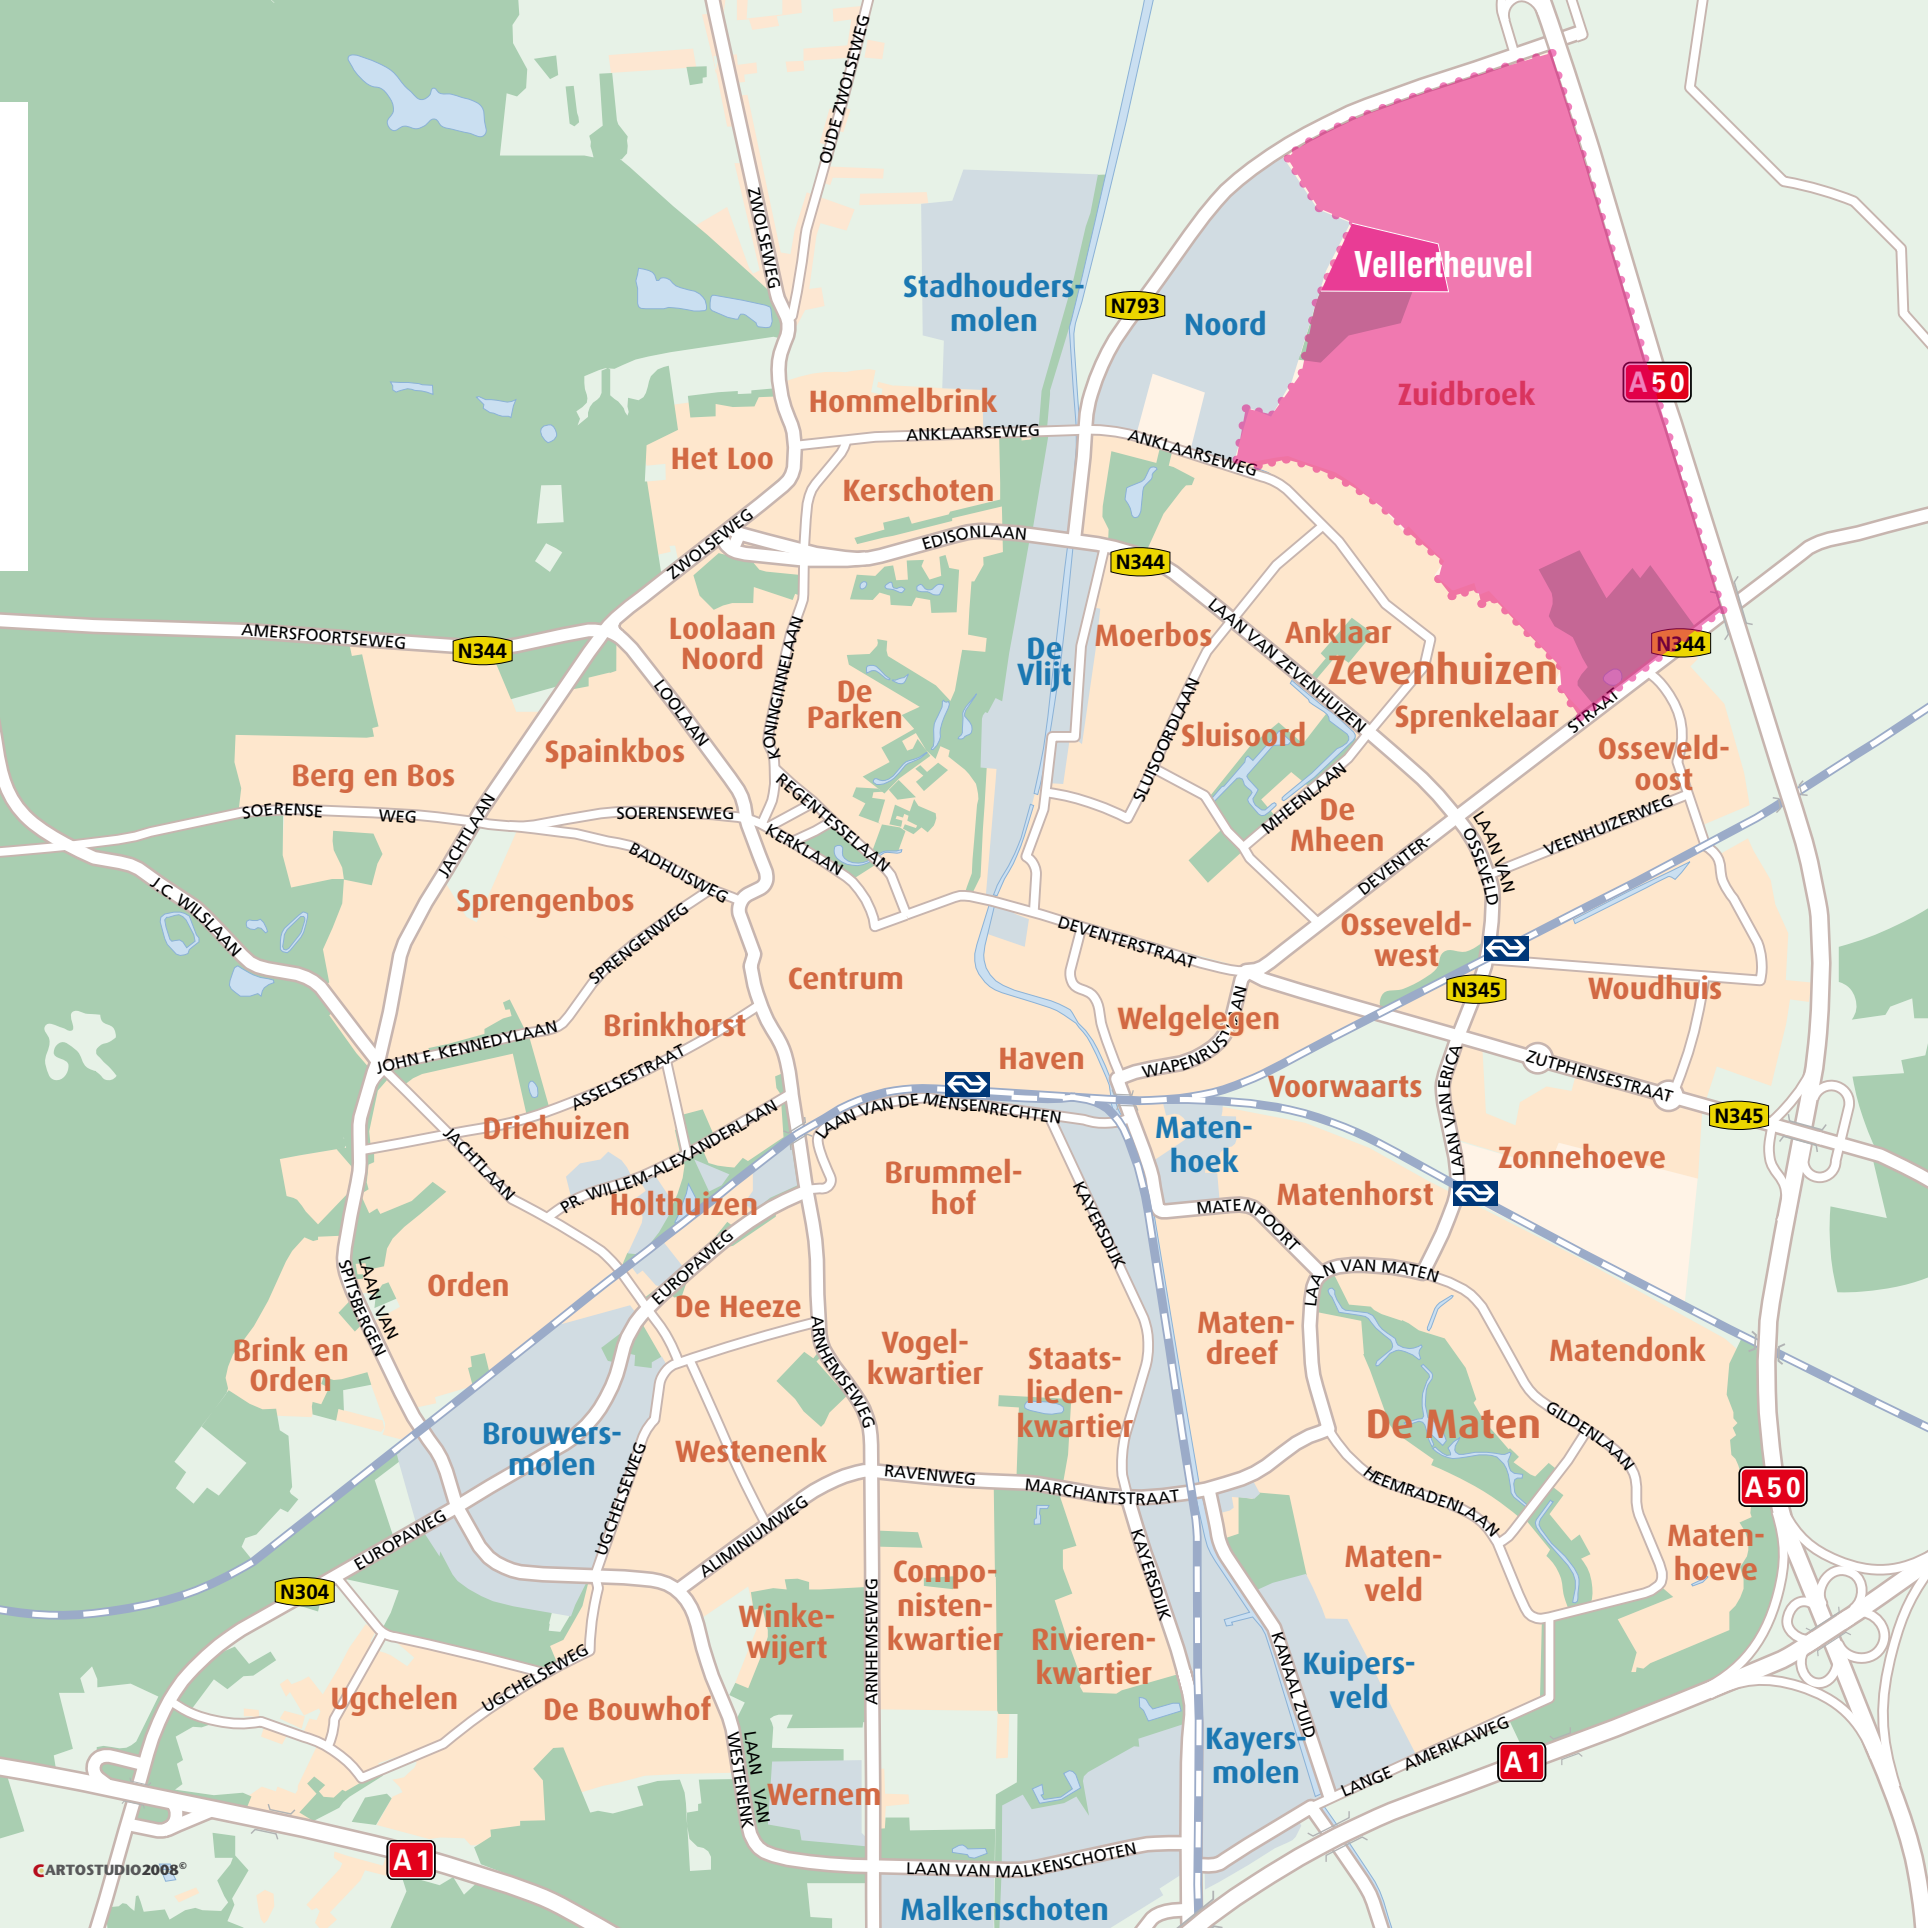 OUDE ZWOLSEWEG
ZWOLSEWEG
Vellertheuvel
Stadhouders-
molen
N793
Noord
A50
Zuidbroek
Hommelbrink
ANKLAARSEWEG
ANKLAARSEWEG
Het Loo
Kerschoten
ZWOLSEWEG
EDISONLAAN
N344
AMERSFOORTSEWEG
N344
Loolaan
Noord
KONINGINNELAAN
De
Vlijt
Moerbos
LAAN VAN ZEVENHUIZEN
Anklaar
Zevenhuizen
N344
De
Parken
LOOLAAN
Sprenkelaar
STRAAT
SLUISOORDLAAN
Sluisoord
Spainkbos
Osseveld-
oost
Berg en Bos
SOERENSE
WEG
SOERENSEWEG
REGENTESSELAAN
KERKLAAN
MHEENLAAN
De
Mheen
DEVENTER-
LAAN VAN
OSSEVELD
VEENHUIZERWEG
JACHTLAAN
BADHUISWEG
J.C. WILSLAAN
Sprengenbos
SPRENGENWEG
DEVENTERSTRAAT
Osseveld-
west
Centrum
N345
Woudhuis
Brinkhorst
Welgelegen
WAPENRUSTLAAN
JOHN F. KENNEDYLAAN
ASSELSESTRAAT
Haven
Voorwaarts
LAAN VAN ERICA
ZUTPHENSESTRAAT
N345
Driehuizen
LAAN VAN DE MENSENRECHTEN
JACHTLAAN
PR. WILLEM-ALEXANDERLAAN
Maten-
hoek
Zonnehoeve
Brummel-
hof
Holthuizen
KAYERSDIJK
Matenhorst
MATENPOORT
EUROPAWEG
LAAN VAN
SPITSBERGEN
Orden
LAAN VAN MATEN
De Heeze
ARNHEMSEWEG
Brink en
Orden
Vogel-
kwartier
Staats-
lieden-
kwartier
Maten-
dreef
Matendonk
Brouwers-
molen
Westenenk
De Maten
GILDENLAAN
UGCHELSEWEG
RAVENWEG
MARCHANTSTRAAT
HEEMRADENLAAN
A50
EUROPAWEG
ALIMINIUMWEG
KAYERSDIJK
Maten-
hoeve
N304
Compo-
nisten-
kwartier
Maten-
veld
Winke-
wijert
ARNHEMSEWEG
Rivieren-
kwartier
KANAAL ZUID
Kuipers-
veld
Ugchelen
UGCHELSEWEG
De Bouwhof
LAAN VAN
WESTENENK
Kayers-
molen
LANGE AMERIKAWEG
A1
Wernem
A1
LAAN VAN MALKENSCHOTEN
CARTOSTUDIO2008©
Malkenschoten